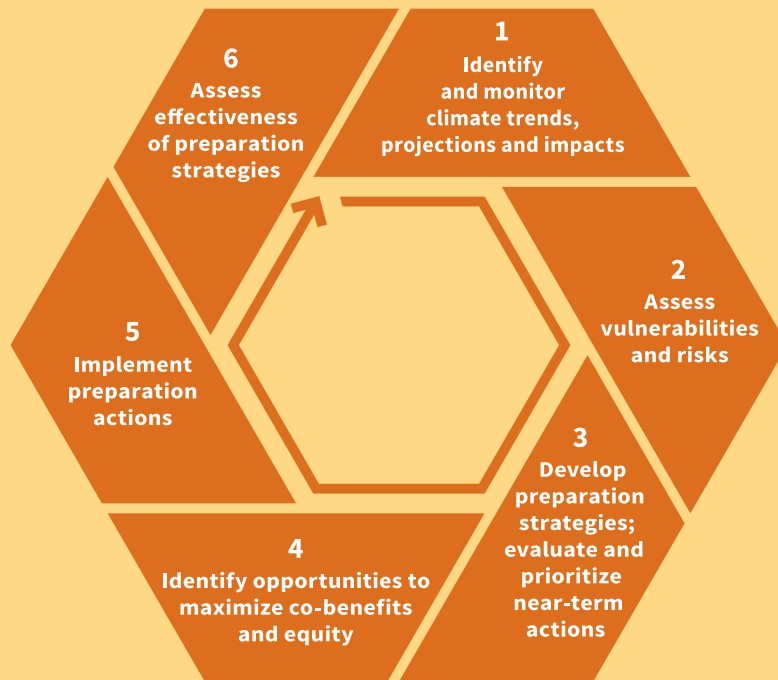 1
Identify
and monitor
climate trends,
projections and impacts
2
Assess
vulnerabilities
and risks
3
Develop
preparation
strategies;
evaluate and
prioritize
near-term
actions
4
Identify opportunities to
maximize co-benefits
and equity
5
Implement
preparation
actions
6
Assess
effectiveness
of preparation
strategies